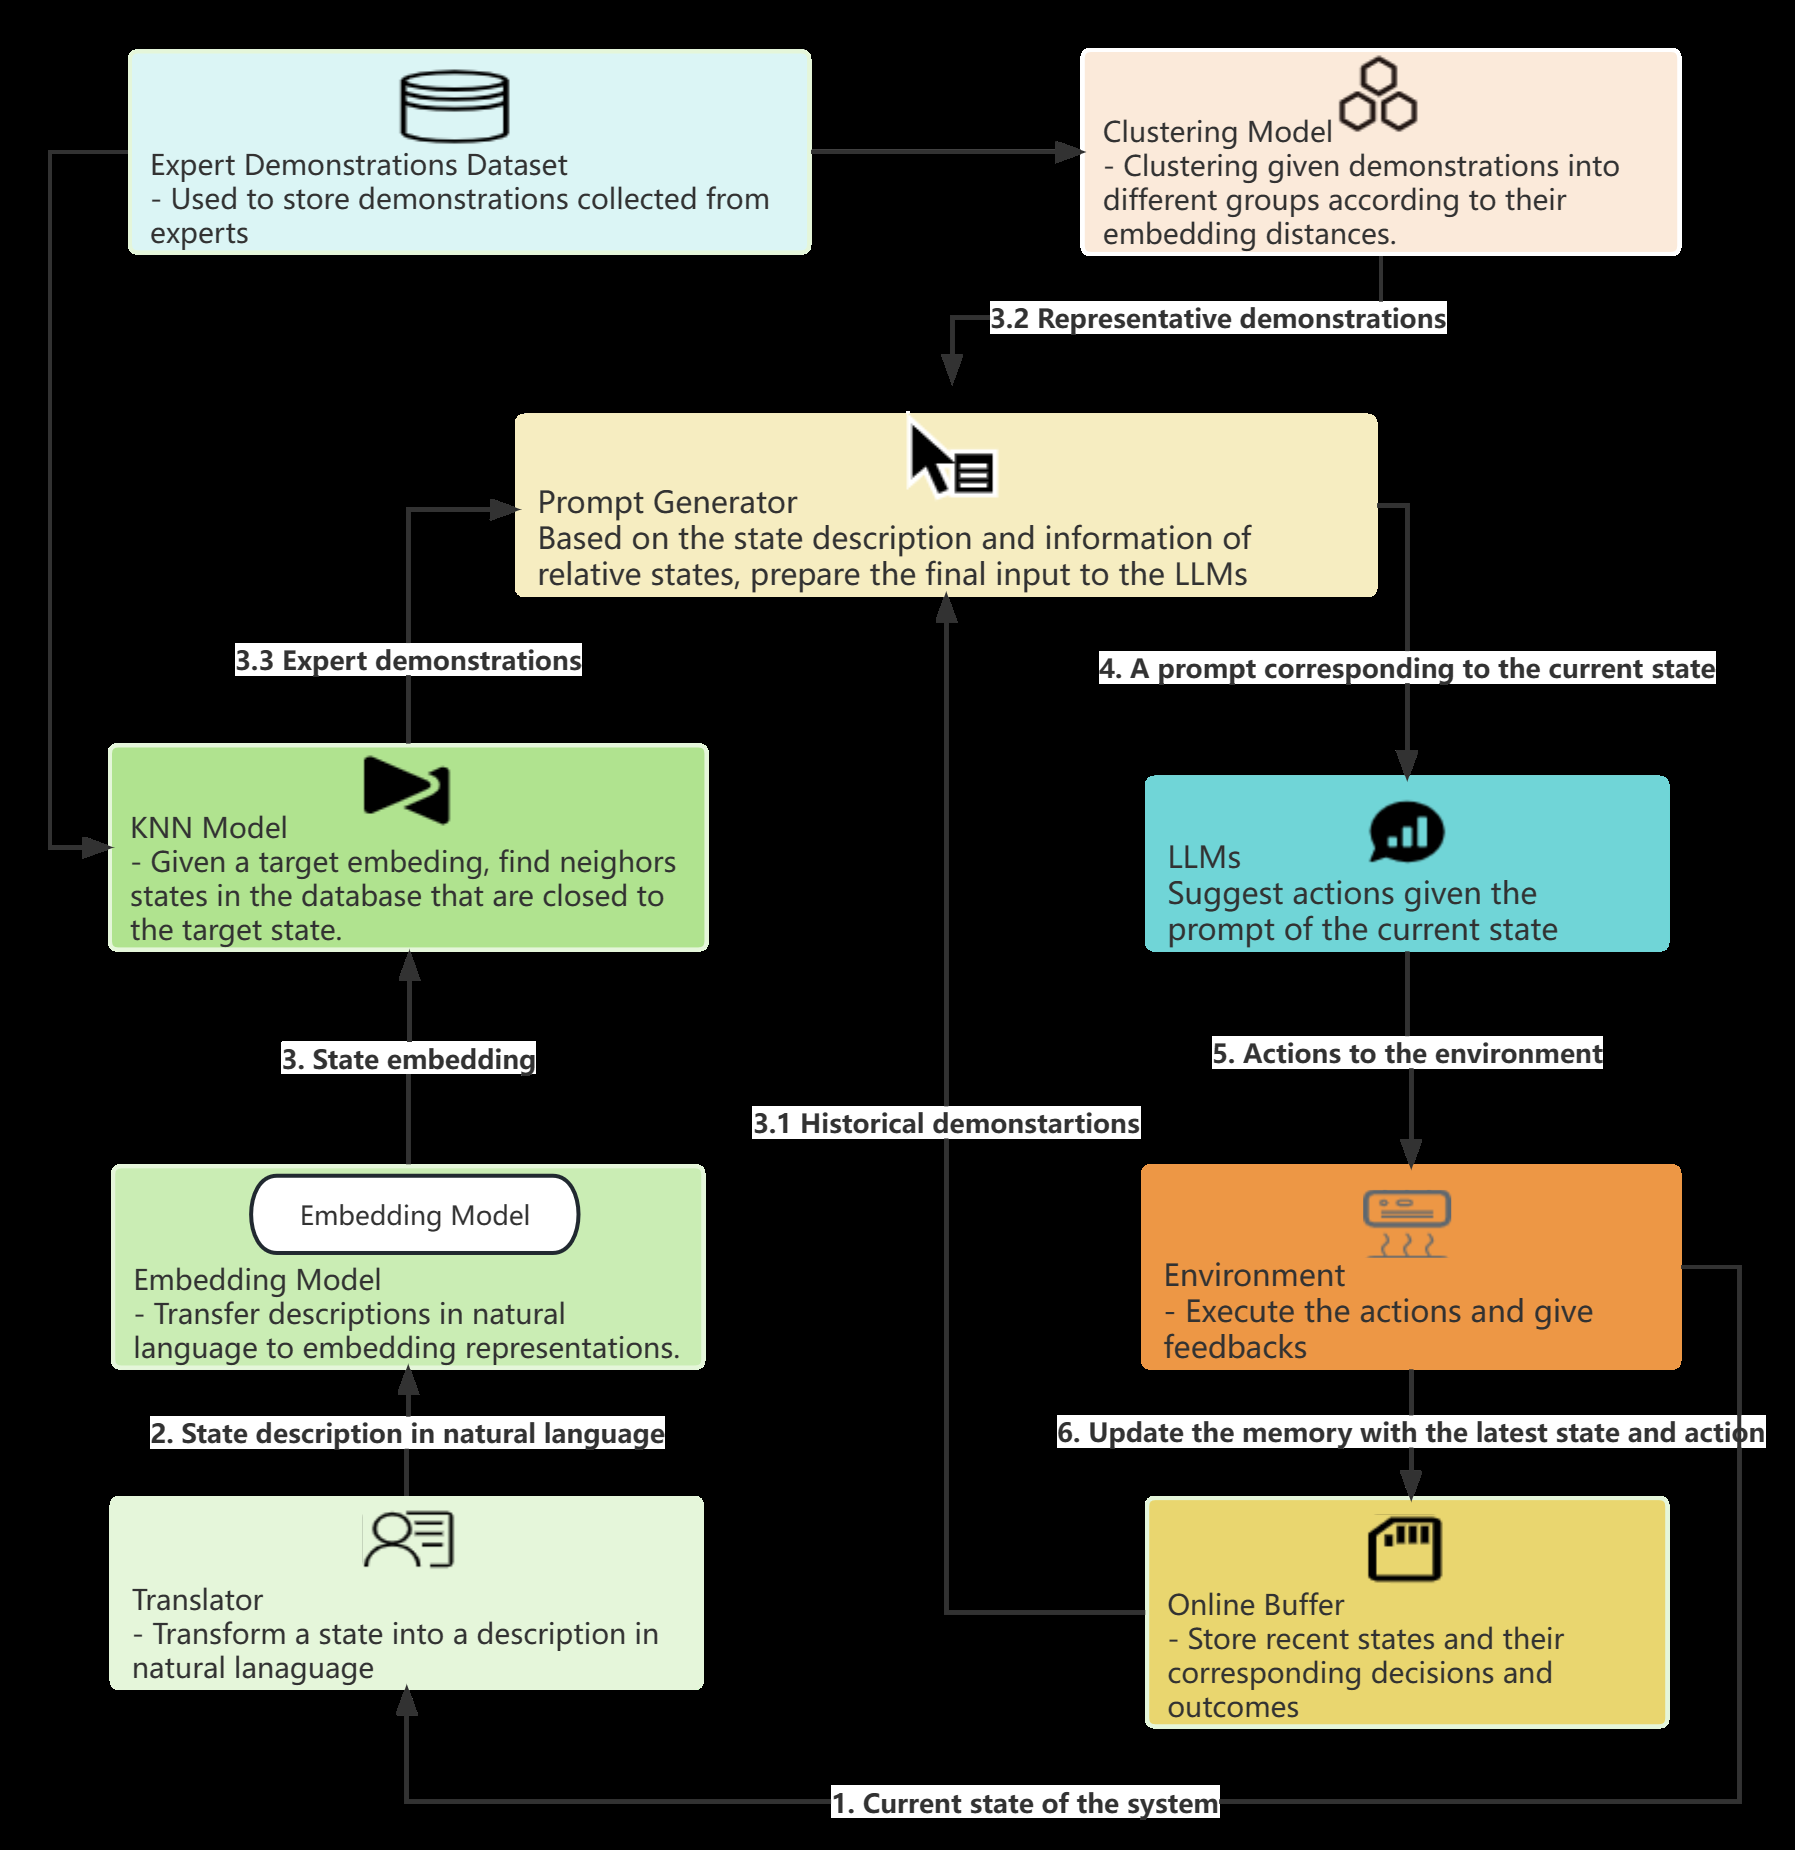 Expert Demonstrations Dataset
- Used to store demonstrations collected from
experts
Clustering Model
- Clustering given demonstrations into
different groups according to their
embedding distances.
3.2 Representative demonstrations
Prompt Generator
Based on the state description and information of
relative states, prepare the final input to the LLMs
3.3 Expert demonstrations
4. A prompt corresponding to the current state
KNN Model
- Given a target embeding, find neighors
states in the database that are closed to
the target state.
LLMs
Suggest actions given the
prompt of the current state
3. State embedding
5. Actions to the environment
3.1 Historical demonstartions
Embedding Model
Embedding Model
- Transfer descriptions in natural
language to embedding representations.
Environment
- Execute the actions and give
feedbacks
2. State description in natural language
6. Update the memory with the latest state and action
Translator
- Transform a state into a description in
natural lanaguage
Online Buffer
- Store recent states and their
corresponding decisions and
outcomes
1. Current state of the system